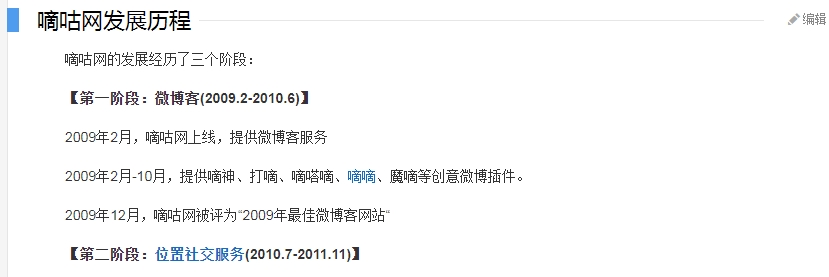 嘀咕网发展历程
编辑
嘀咕网的发展经历了三个阶段：
【第一阶段：微博客(2009.2-2010.6)】
2009年2月，嘀咕网上线，提供微博客服务
2009年2月-10月，提供嘀神、打嘀、嘀嗒嘀、嘀嘀、魔嘀等创意微博插件。
2009年12月，嘀咕网被评为“2009年最佳微博客网站“
【第二阶段：位置社交服务(2010.7-2011.11)】